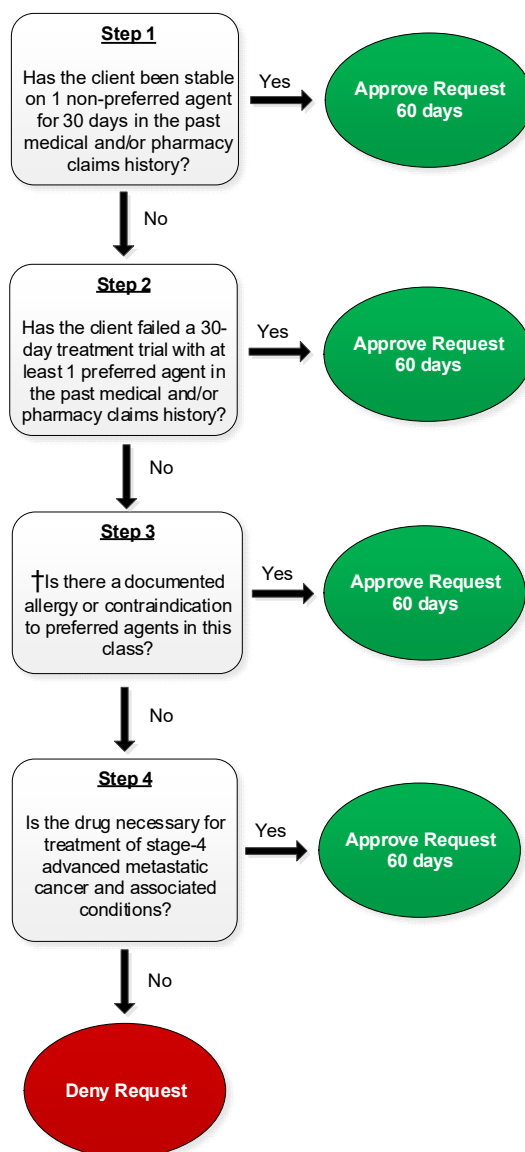 Step 1
Has the client been stable
on 1 non-preferred agent
for 30 days in the past
medical and/or pharmacy
claims history?
Yes
Approve Request
60 days
No
Step 2
Has the client failed a 30-
day treatment trial with at
least 1 preferred agent in
the past medical and/or
pharmacy claims history?
Yes
Approve Request
60 days
No
Step 3
†Is there a documented
allergy or contraindication
to preferred agents in this
class?
Yes
Approve Request
60 days
No
Step 4
Is the drug necessary for
treatment of stage-4
advanced metastatic
cancer and associated
conditions?
Yes
Approve Request
60 days
No
Deny Request